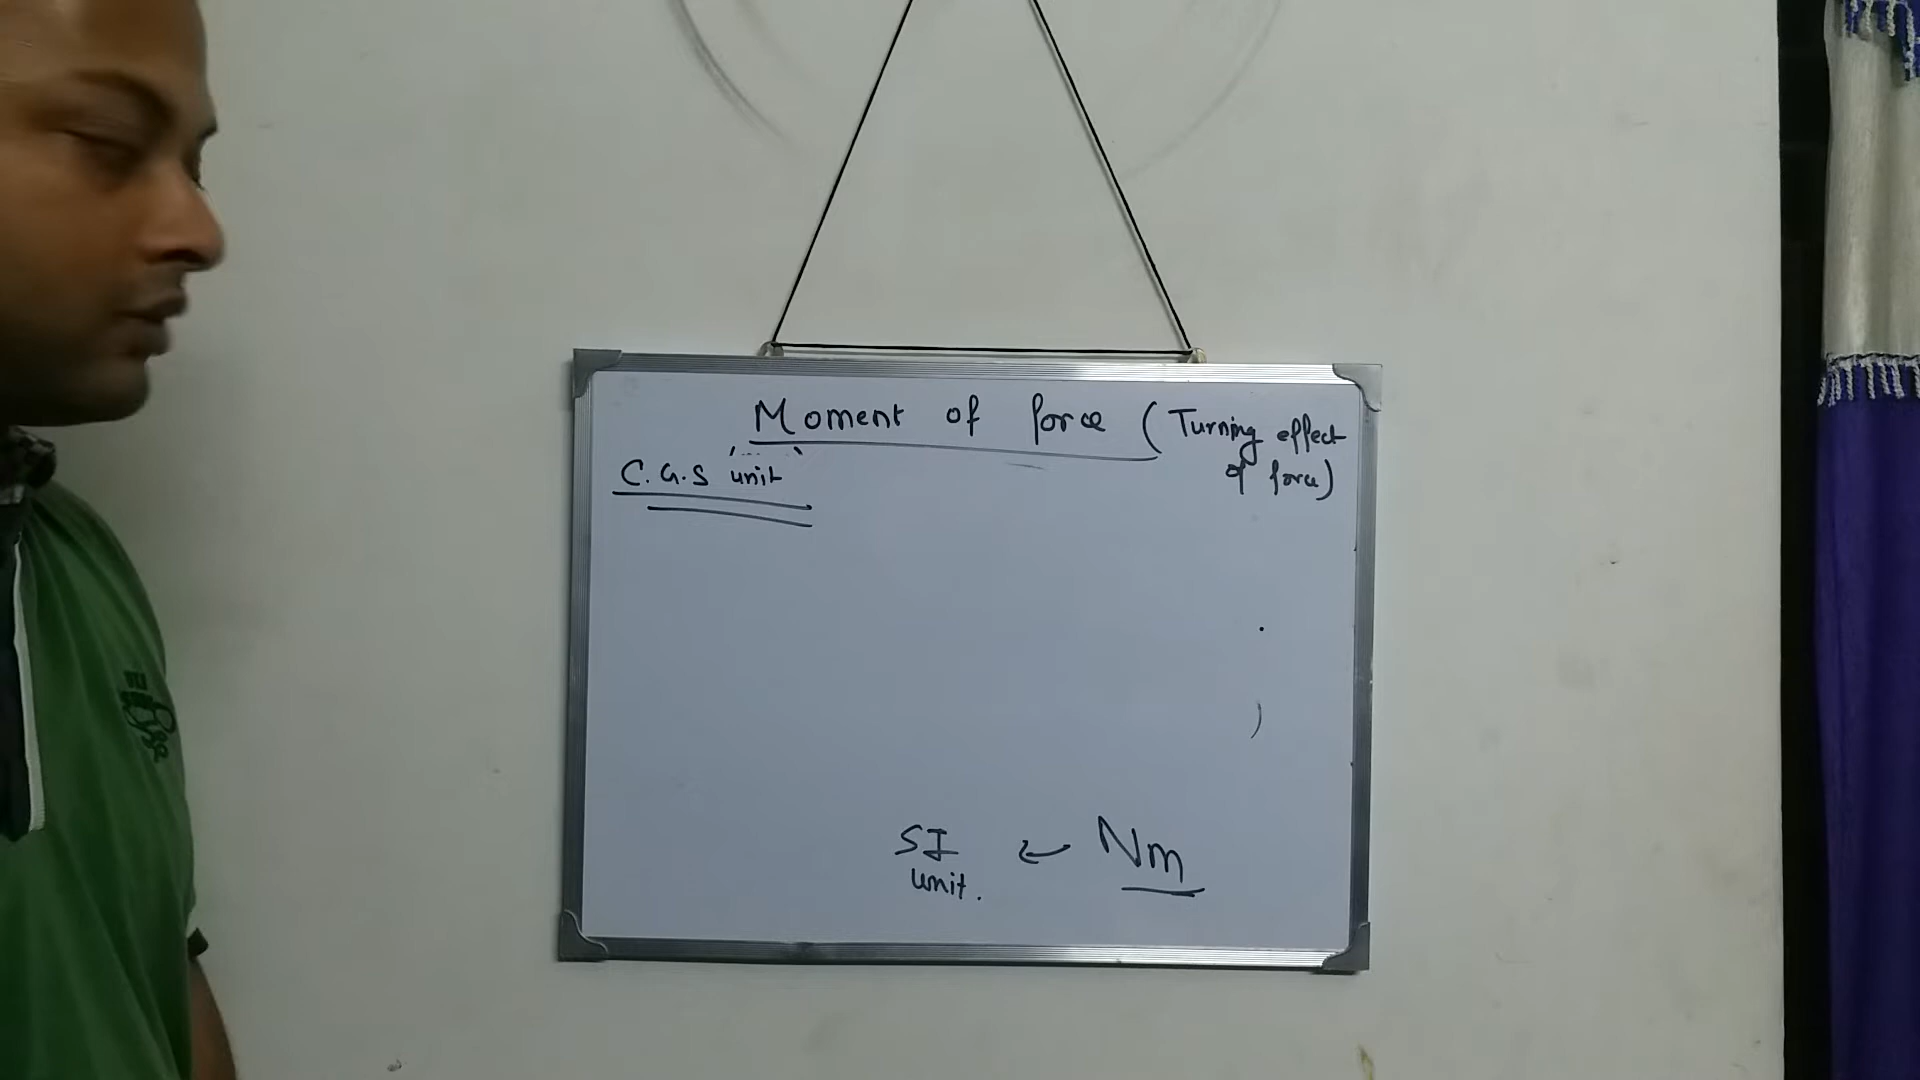 Moment of force (Turning effect
of force)
C.G.S unit
SI ← Nm
unit.